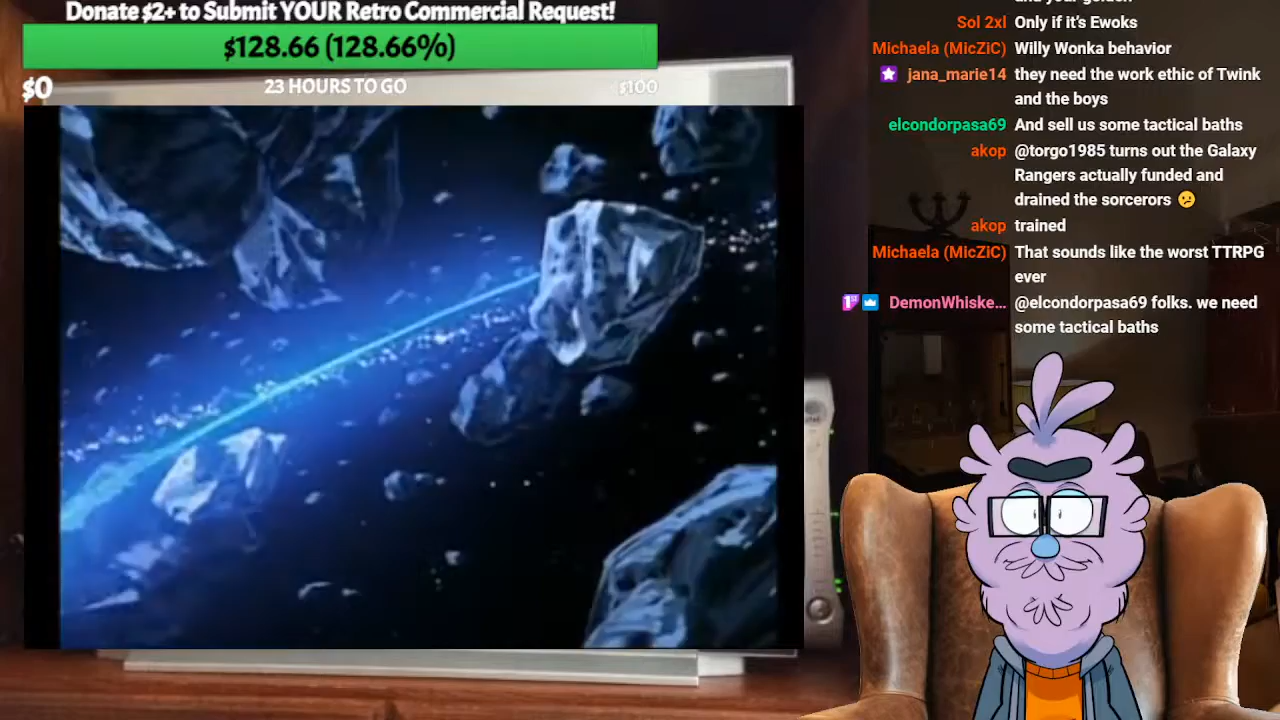 Donate $2+ to Submit YOUR Retro Commercial Request!
$128.66 (128.66%)
$0
23 HOURS TO GO
$100
Sol 2xl Only if it's Ewoks
Michaela (MicZiC) Willy Wonka behavior
jana_marie14 they need the work ethic of Twink
and the boys
elcondorpasa69 And sell us some tactical baths
akop @torgo1985 turns out the Galaxy
Rangers actually funded and
drained the sorcerors 😕
akop trained
Michaela (MicZiC) That sounds like the worst TTRPG
ever
DemonWhiske... @elcondorpasa69 folks. we need
some tactical baths